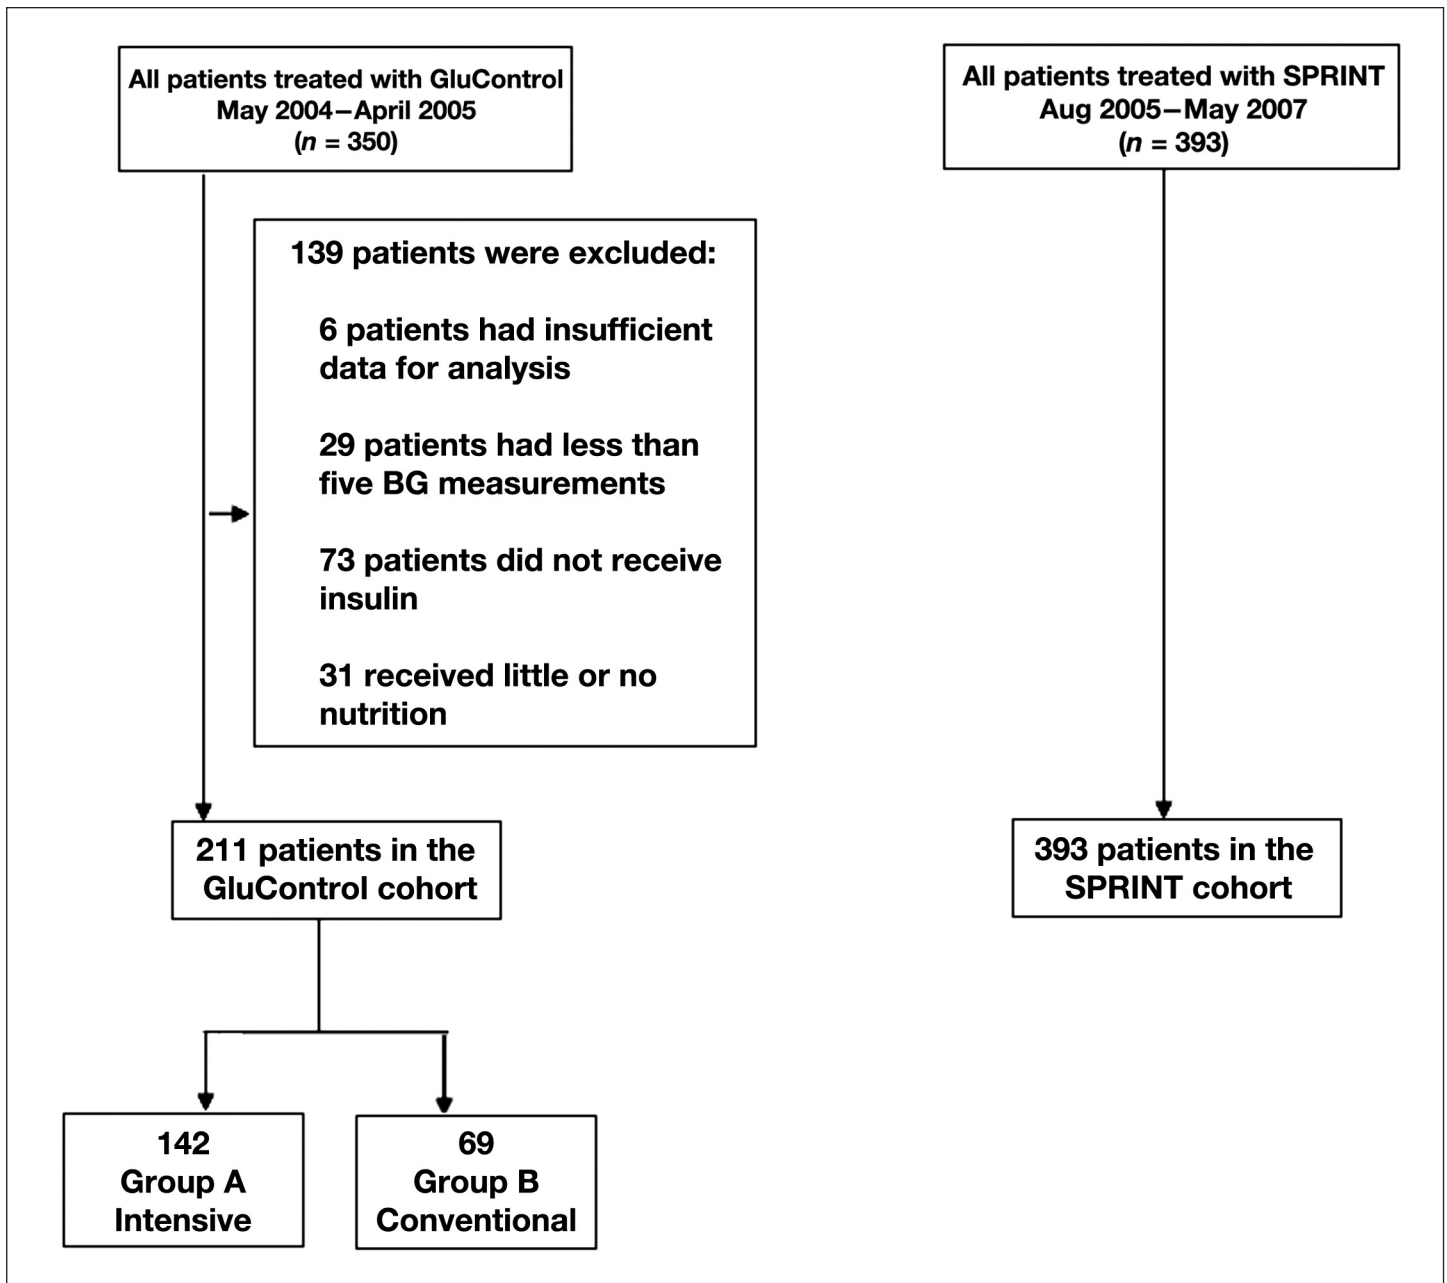 All patients treated with GluControl
May 2004–April 2005
(n = 350)
All patients treated with SPRINT
Aug 2005–May 2007
(n = 393)
139 patients were excluded:
6 patients had insufficient
data for analysis
29 patients had less than
five BG measurements
73 patients did not receive
insulin
31 received little or no
nutrition
211 patients in the
GluControl cohort
393 patients in the
SPRINT cohort
142
Group A
Intensive
69
Group B
Conventional